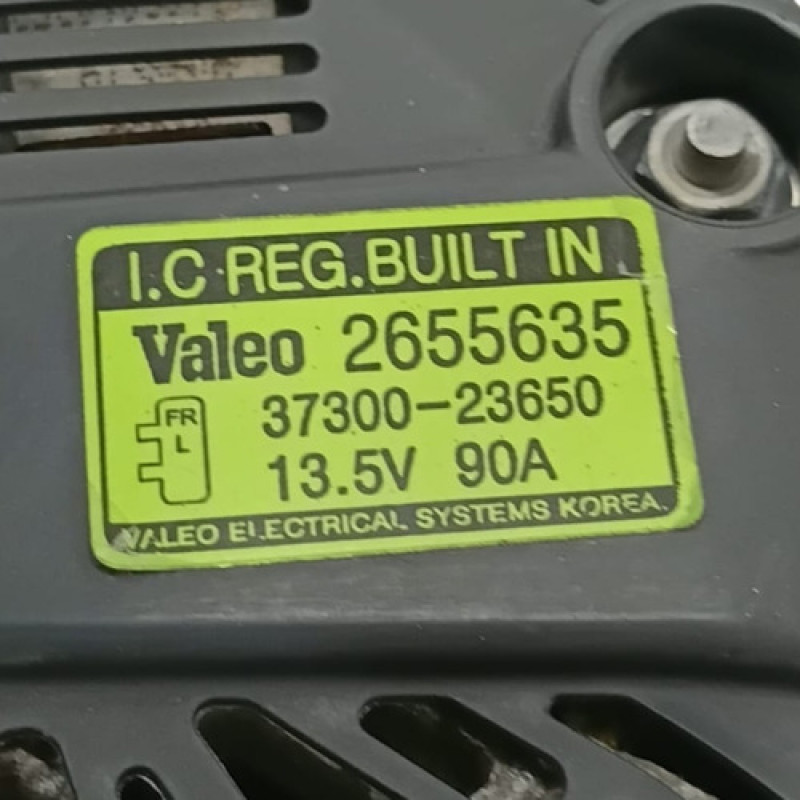 I.C REG.BUILT IN
Valeo 2655635
FR 37300-23650
L 13.5V 90A
VALEO ELECTRICAL SYSTEMS KOREA.